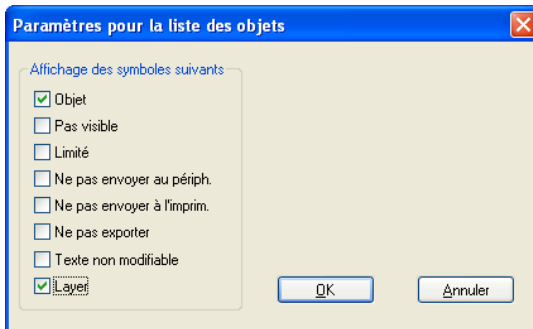 Paramètres pour la liste des objets
Affichage des symboles suivants
Objet
Pas visible
Limité
Ne pas envoyer au périph.
Ne pas envoyer à l'imprim.
Ne pas exporter
Texte non modifiable
Layer
OK
Annuler